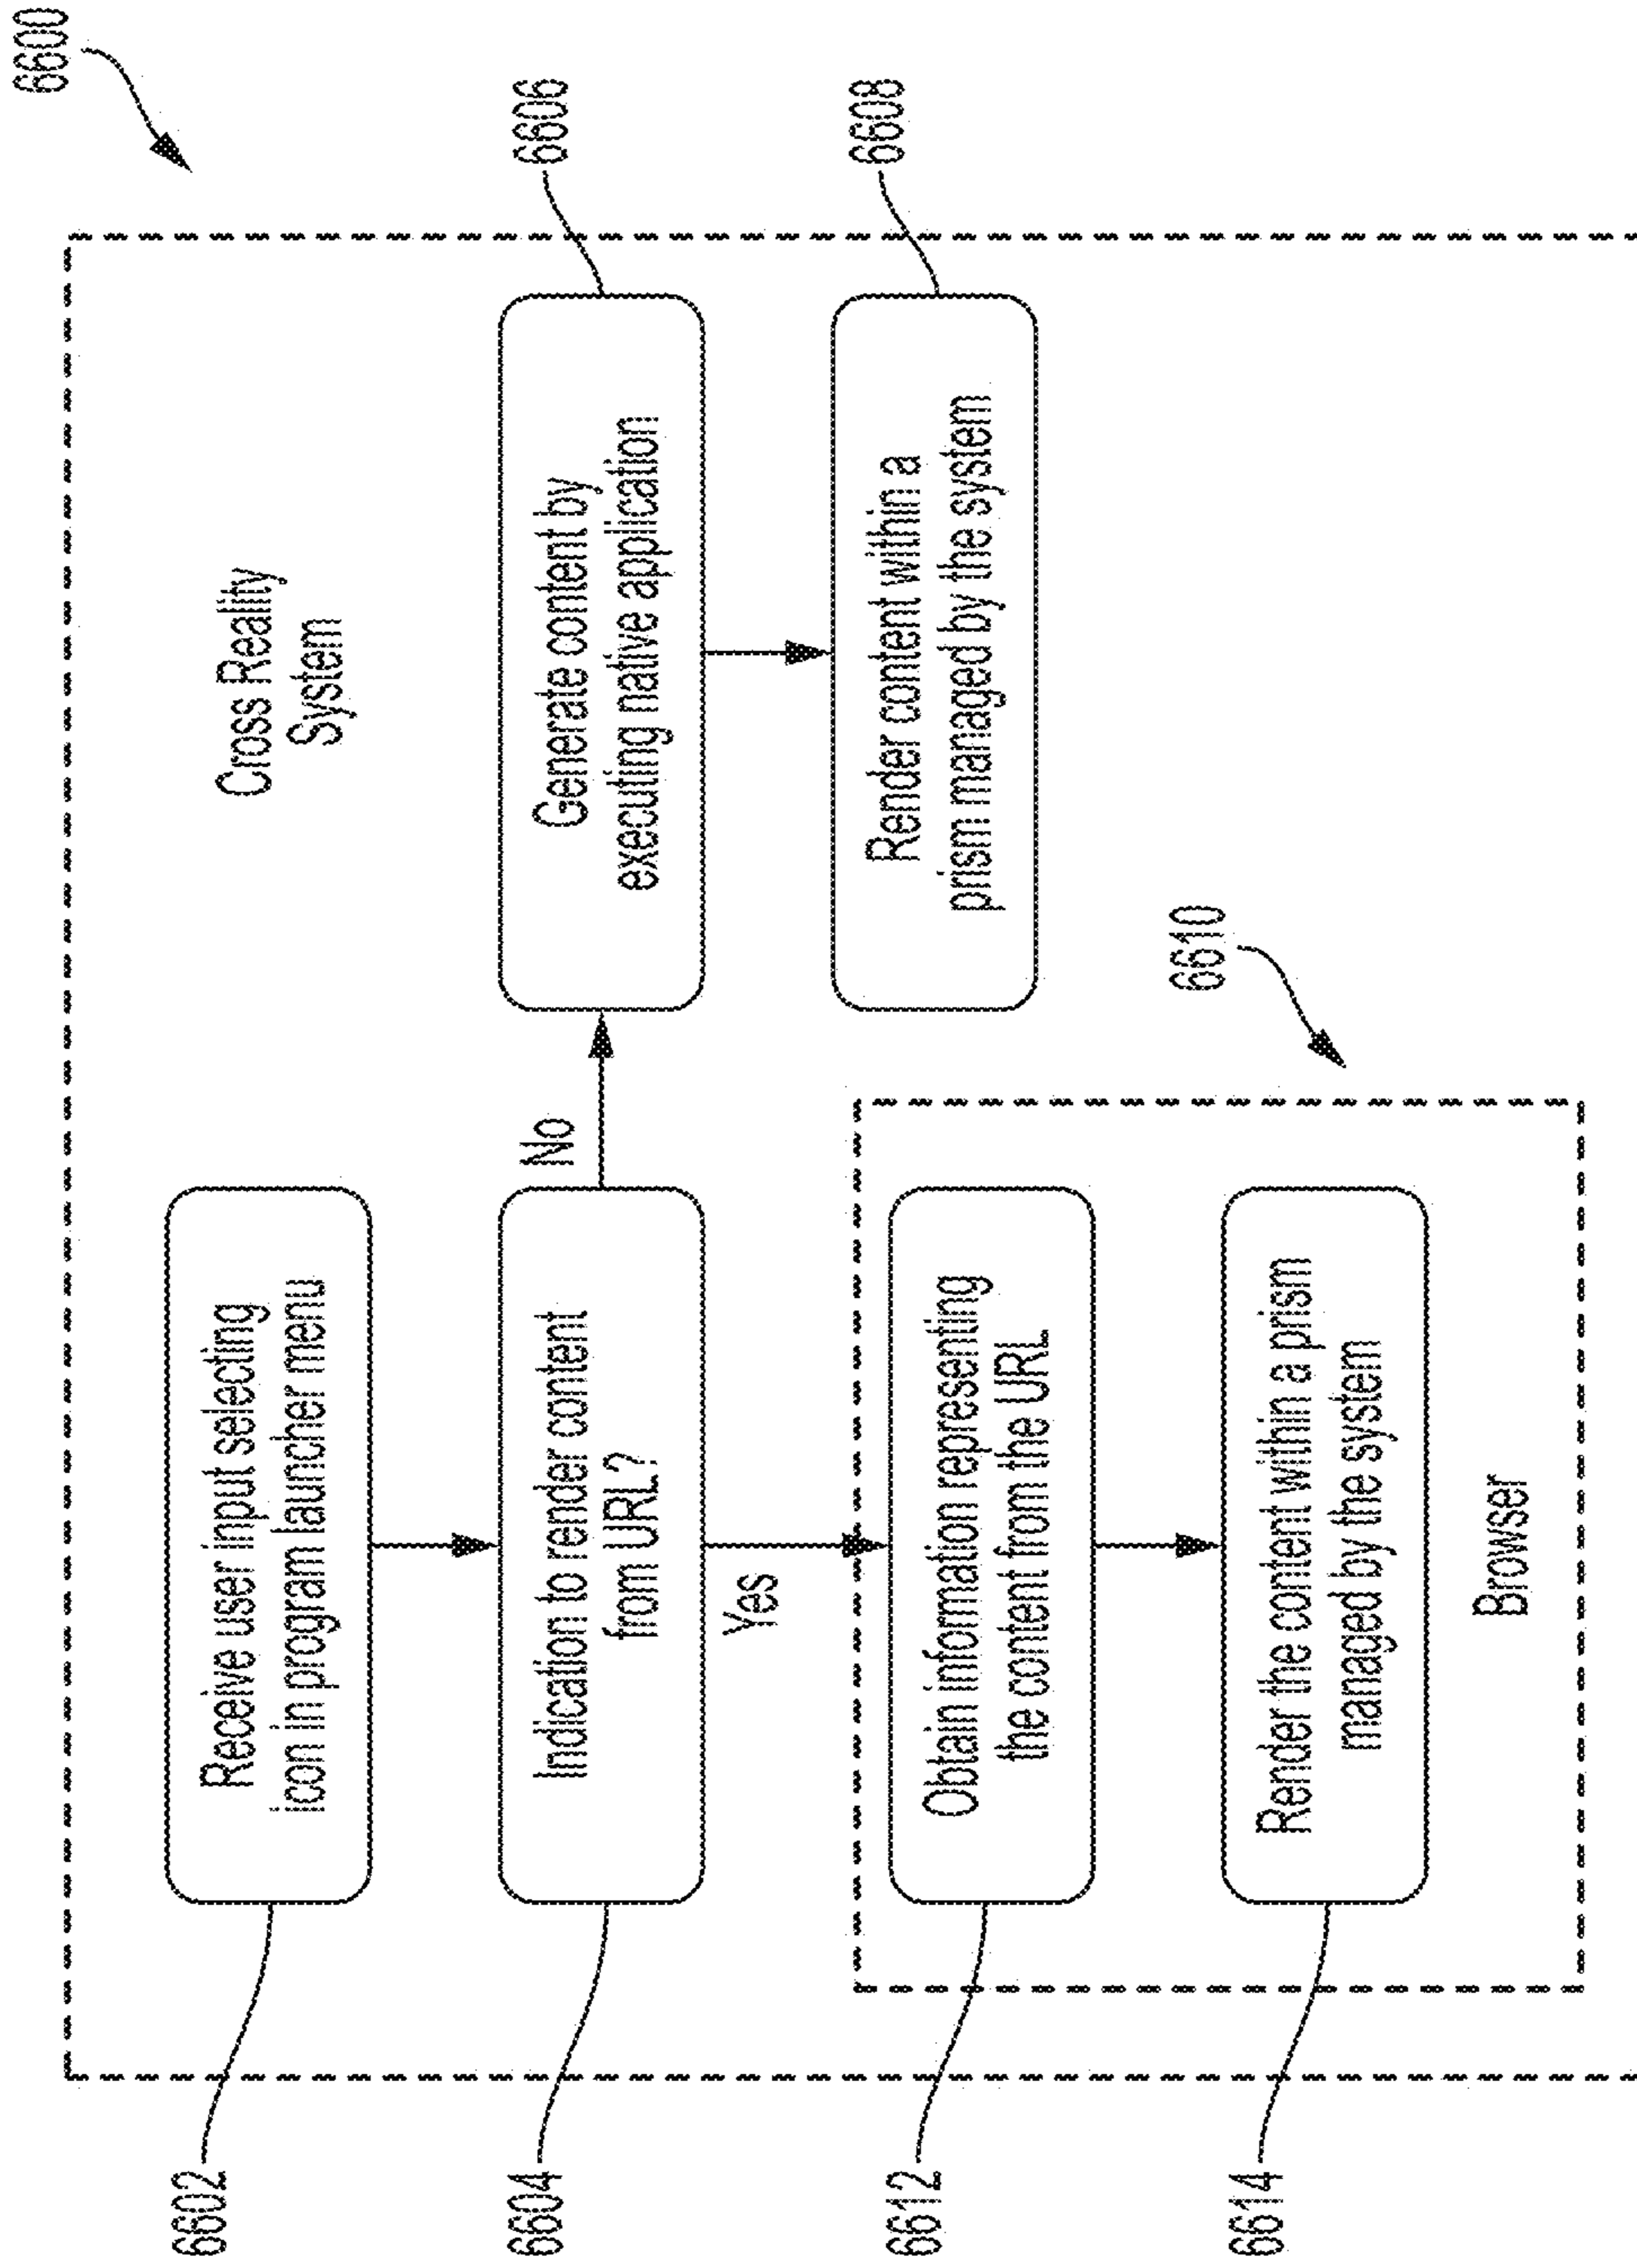 6600
Cross Reality
System
6602
Receive user input selecting
icon in program launcher menu
6604
Indication to render content
from URL?
No
Yes
6606
Generate content by
executing native application
6608
Render content within a
prism managed by the system
6610
6612
Obtain information representing
the content from the URL
6614
Render the content within a prism
managed by the system
Browser